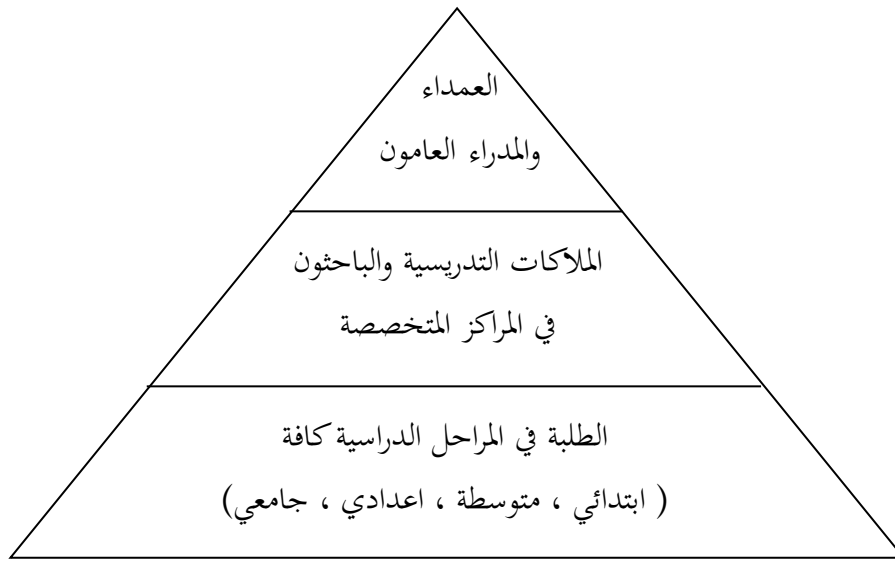 العمداء
والمدراء العامون
الملاكات التدريسية والباحثون
في المراكز المتخصصة
الطلبة في المراحل الدراسية كافة
( ابتدائي ، متوسطة ، اعدادي ، جامعي)